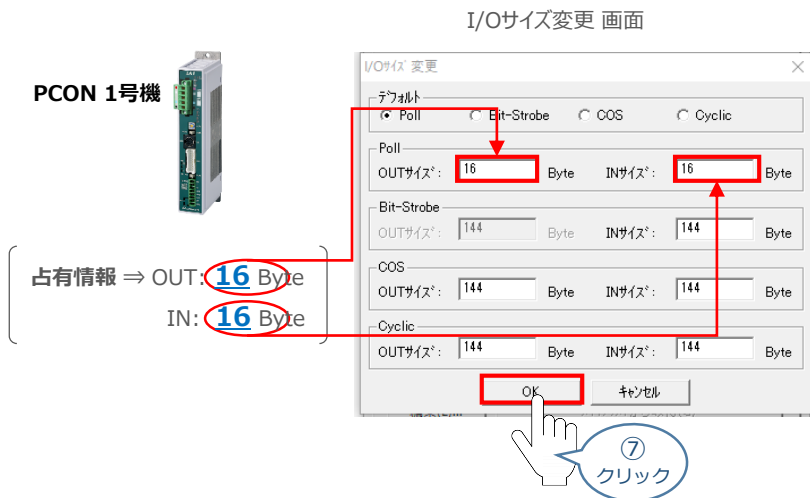 I/Oサイズ変更 画面
PCON 1号機
IAI
占有情報 ⇒ OUT: 16 Byte
IN: 16 Byte
I/Oｻｲｽﾞ 変更
ﾃﾞﾌｫﾙﾄ
Poll Bit-Strobe COS Cyclic
Poll
OUTｻｲｽﾞ: 16 Byte INｻｲｽﾞ: 16 Byte
Bit-Strobe
OUTｻｲｽﾞ: 144 Byte INｻｲｽﾞ: 144 Byte
COS
OUTｻｲｽﾞ: 144 Byte INｻｲｽﾞ: 144 Byte
Cyclic
OUTｻｲｽﾞ: 144 Byte INｻｲｽﾞ: 144 Byte
OK ｷｬﾝｾﾙ
⑦
クリック